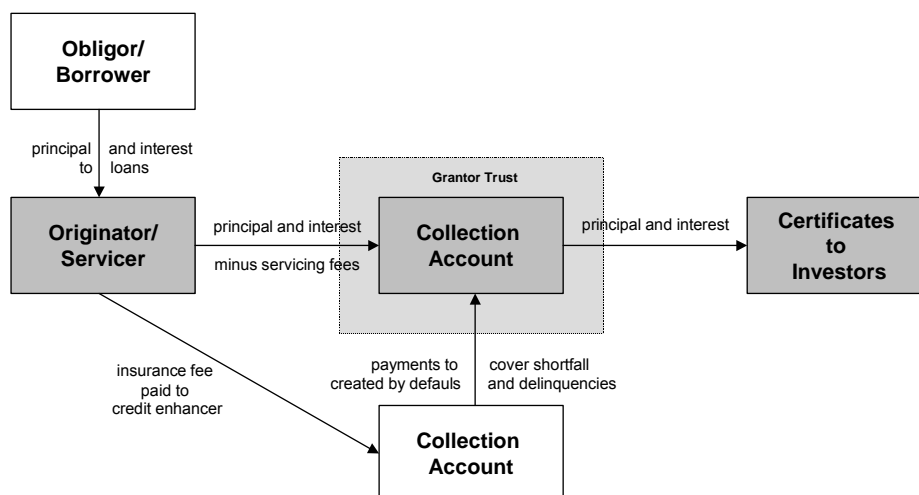 Obligor/
Borrower
principal and interest
to loans
Grantor Trust
Originator/
Servicer
principal and interest
minus servicing fees
Collection
Account
principal and interest
Certificates
to
Investors
insurance fee
paid to
credit enhancer
payments to cover shortfall
created by defauls and delinquencies
Collection
Account